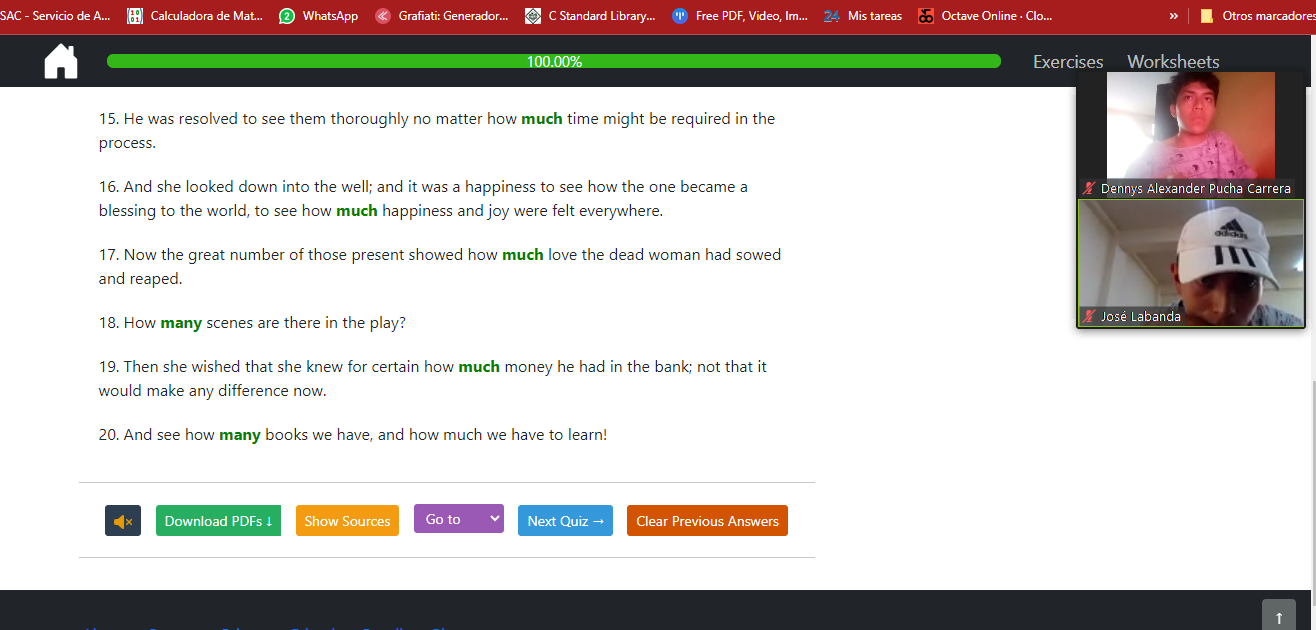 SAC - Servicio de A... Calculadora de Mat... 2 WhatsApp Grafiati: Generador... C Standard Library... Free PDF, Video, Im... 24 Mis tareas Octave Online · Clo... » Otros marcadores
100.00% Exercises Worksheets
15. He was resolved to see them thoroughly no matter how much time might be required in the
process.
16. And she looked down into the well; and it was a happiness to see how the one became a
blessing to the world, to see how much happiness and joy were felt everywhere.
17. Now the great number of those present showed how much love the dead woman had sowed
and reaped.
18. How many scenes are there in the play?
19. Then she wished that she knew for certain how much money he had in the bank; not that it
would make any difference now.
20. And see how many books we have, and how much we have to learn!
Download PDFs ↓ Show Sources Go to Next Quiz → Clear Previous Answers
↑
Dennys Alexander Pucha Carrera
adidas
José Labanda